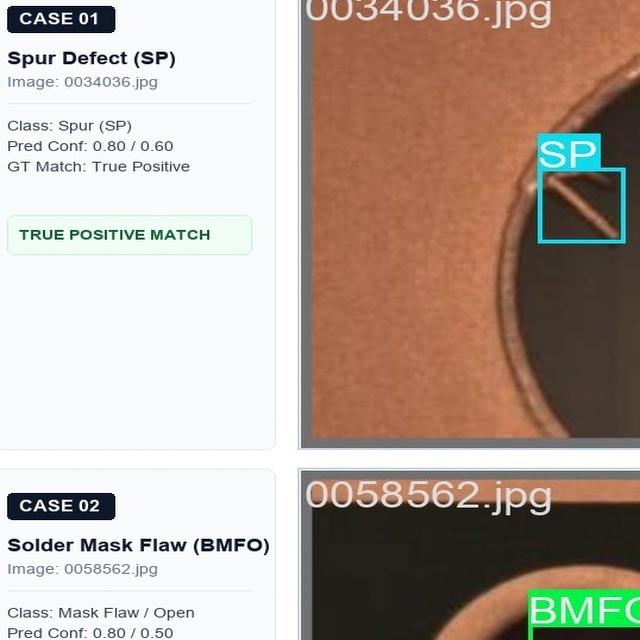 CASE 01
Spur Defect (SP)
Image: 0034036.jpg
Class: Spur (SP)
Pred Conf: 0.80 / 0.60
GT Match: True Positive
TRUE POSITIVE MATCH
0034036.jpg
SP
CASE 02
Solder Mask Flaw (BMFO)
Image: 0058562.jpg
Class: Mask Flaw / Open
Pred Conf: 0.80 / 0.50
0058562.jpg
BMFO